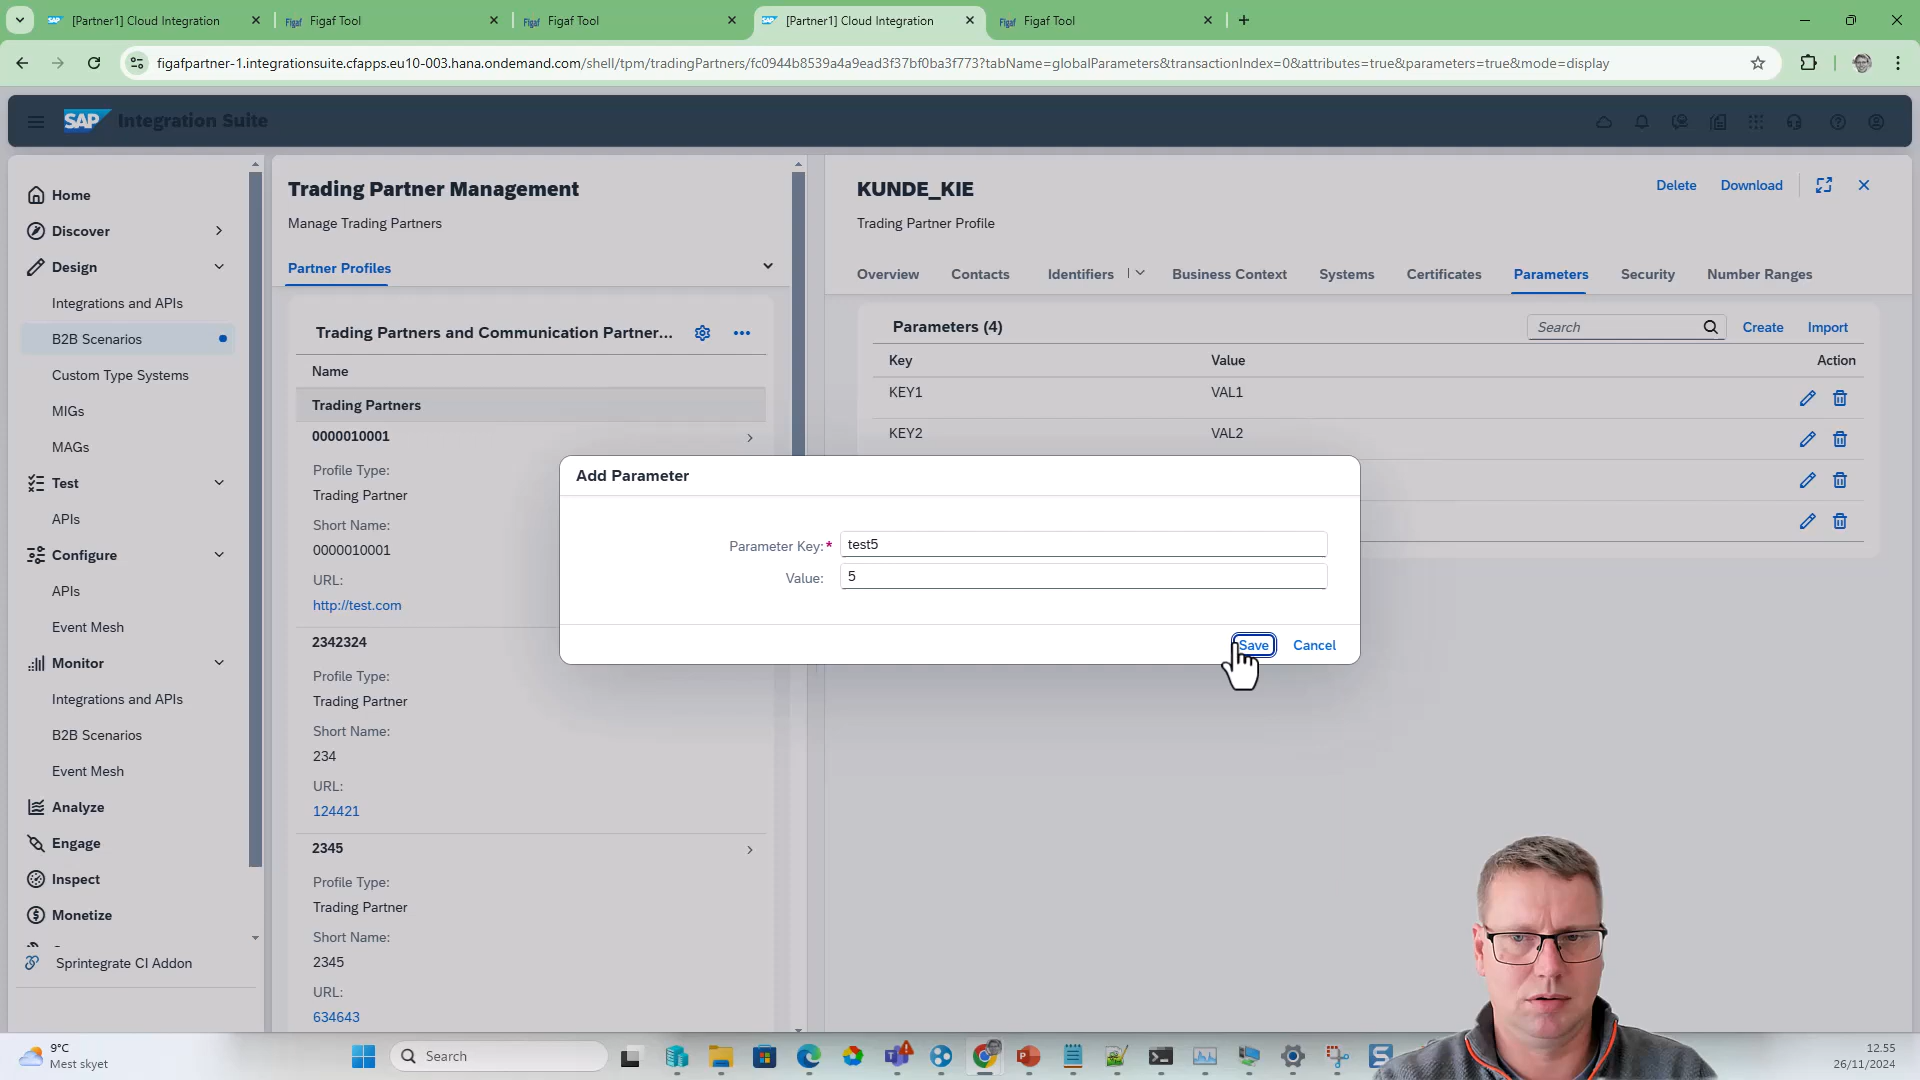 [Partner1] Cloud Integration
Figaf Figaf Tool
Figaf Figaf Tool
[Partner1] Cloud Integration
Figaf Figaf Tool
figafpartner-1.integrationsuite.cfapps.eu10-003.hana.ondemand.com/shell/tpm/tradingPartners/fc0944b8539a4a9ead3f37bf0ba3f773?tabName=globalParameters&transactionIndex=0&attributes=true&parameters=true&mode=display
SAP Integration Suite
Home
Discover
Design
Integrations and APIs
B2B Scenarios
Custom Type Systems
MIGs
MAGs
Test
APIs
Configure
APIs
Event Mesh
Monitor
Integrations and APIs
B2B Scenarios
Event Mesh
Analyze
Engage
Inspect
Monetize
Sprintegrate CI Addon
Trading Partner Management
Manage Trading Partners
Partner Profiles
Trading Partners and Communication Partner...
Name
Trading Partners
0000010001
Profile Type:
Trading Partner
Short Name:
0000010001
URL:
http://test.com
2342324
Profile Type:
Trading Partner
Short Name:
234
URL:
124421
2345
Profile Type:
Trading Partner
Short Name:
2345
URL:
634643
KUNDE_KIE
Trading Partner Profile
Delete Download
Overview Contacts Identifiers Business Context Systems Certificates Parameters Security Number Ranges
Parameters (4)
Search
Create Import
Key Value Action
KEY1 VAL1
KEY2 VAL2
Add Parameter
Parameter Key:* test5
Value: 5
Save Cancel
9°C
Mest skyet
Search
12.55
26/11/2024